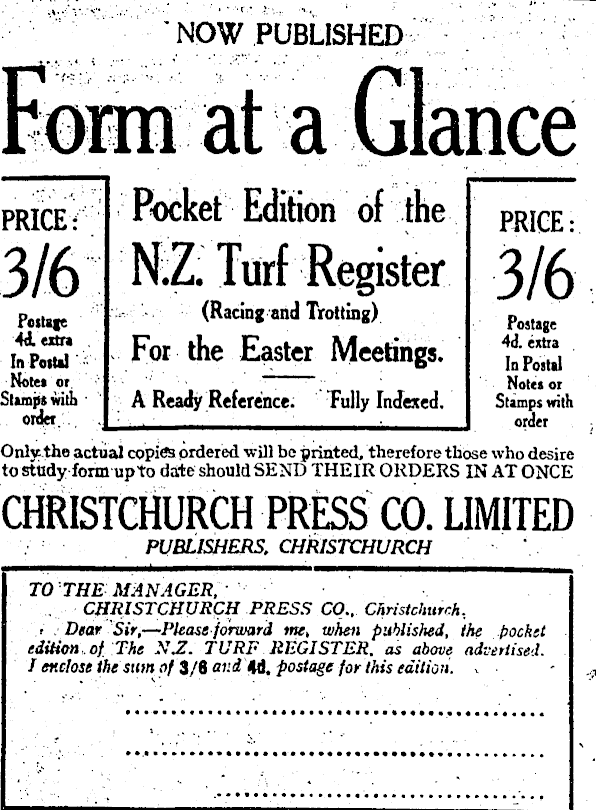 NOW PUBLISHED
Form at a Glance
PRICE:
3/6
Postage
4d. extra
In Postal
Notes or
Stamps with
order
Pocket Edition of the
N.Z. Turf Register
(Racing and Trotting)
For the Easter Meetings.
A Ready Reference. Fully Indexed.
PRICE:
3/6
Postage
4d. extra
In Postal
Notes or
Stamps with
order
Only the actual copies ordered will be printed, therefore those who desire
to study form up to date should SEND THEIR ORDERS IN AT ONCE
CHRISTCHURCH PRESS CO. LIMITED
PUBLISHERS, CHRISTCHURCH
TO THE MANAGER,
CHRISTCHURCH PRESS CO., Christchurch.
Dear Sir,—Please forward me, when published, the pocket
edition of The N.Z. TURF REGISTER, as above advertised.
I enclose the sum of 3/6 and 4d. postage for this edition.